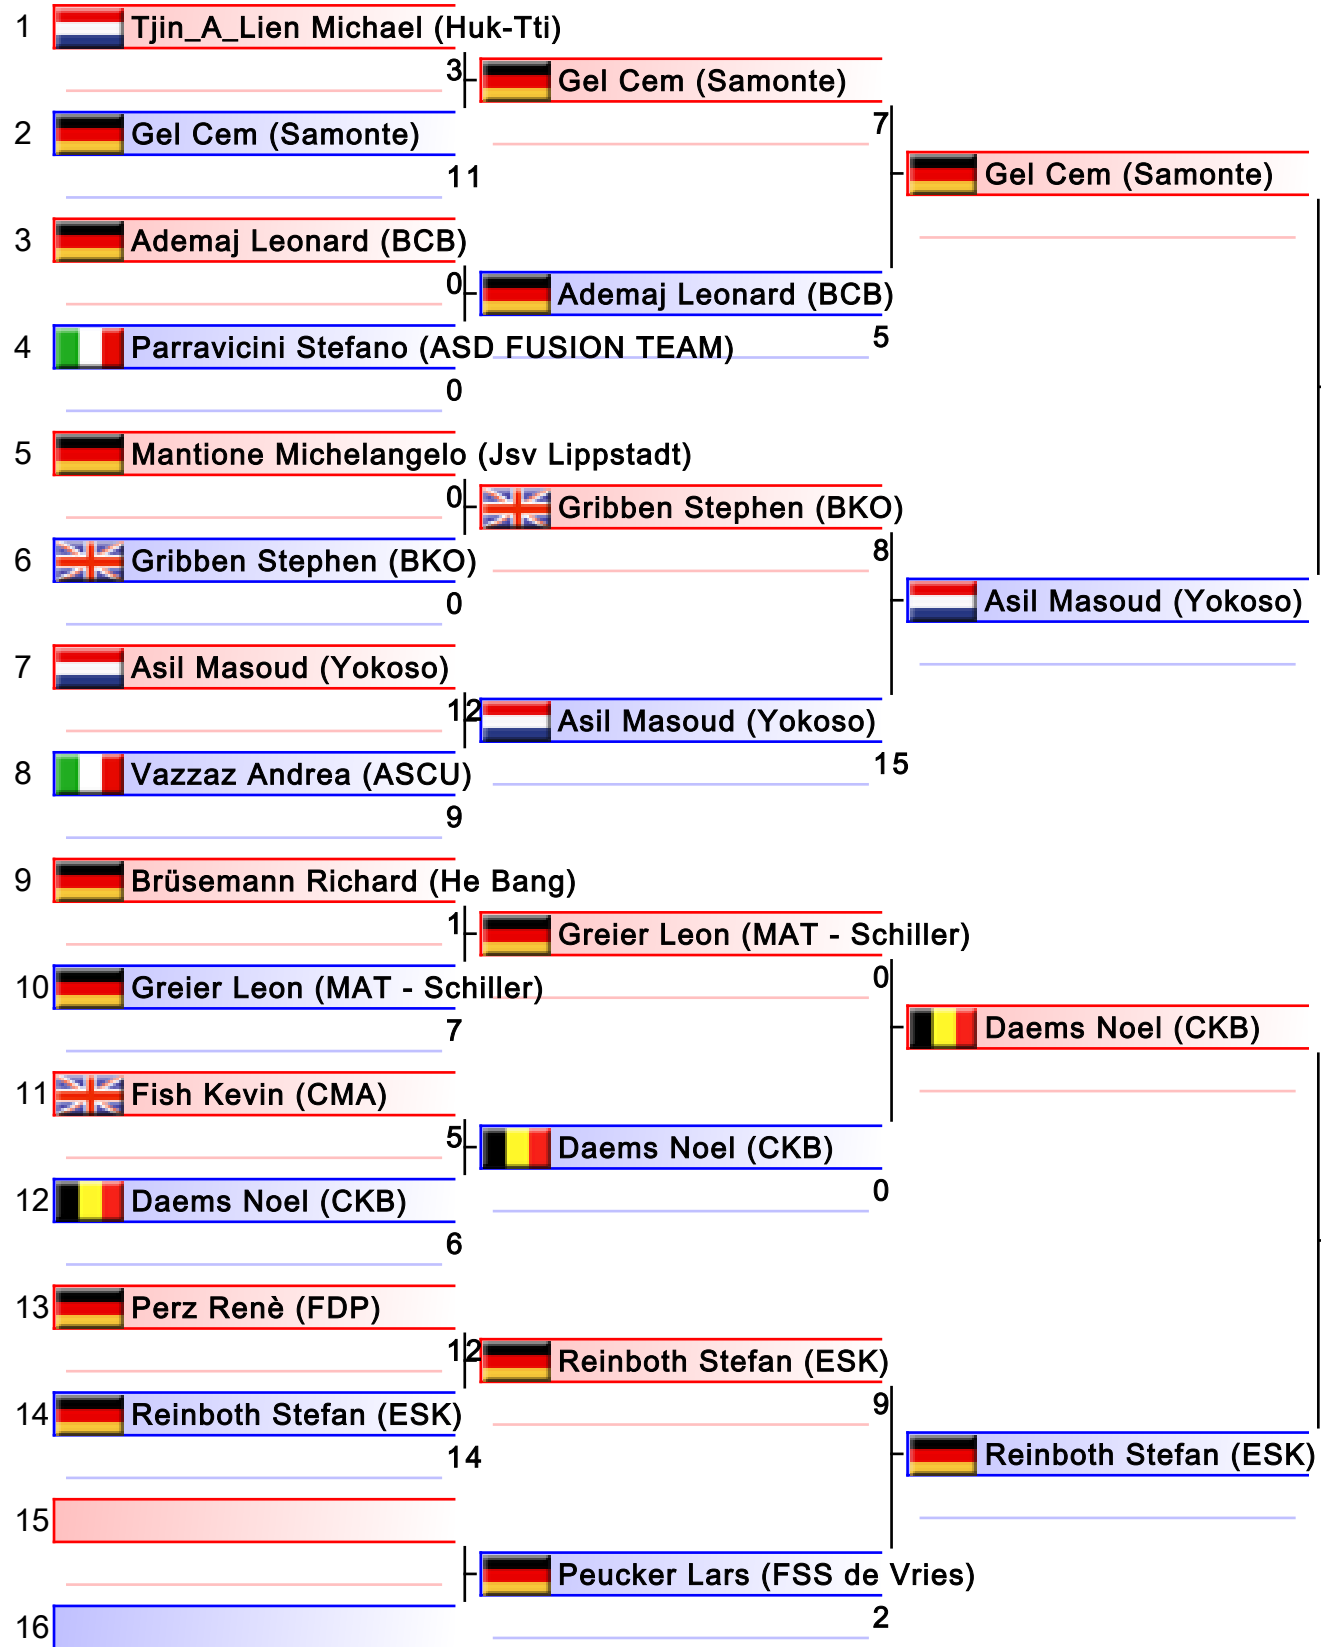 1 Tjin_A_Lien Michael (Huk-Tti)
3 Gel Cem (Samonte)
2 Gel Cem (Samonte)
7
11
Gel Cem (Samonte)
3 Ademaj Leonard (BCB)
0 Ademaj Leonard (BCB)
4 Parravicini Stefano (ASD FUSION TEAM)
5
0
5 Mantione Michelangelo (Jsv Lippstadt)
0 Gribben Stephen (BKO)
6 Gribben Stephen (BKO)
8
0
Asil Masoud (Yokoso)
7 Asil Masoud (Yokoso)
12 Asil Masoud (Yokoso)
8 Vazzaz Andrea (ASCU)
15
9
9 Brüsemann Richard (He Bang)
1 Greier Leon (MAT - Schiller)
10 Greier Leon (MAT - Schiller)
0
7
Daems Noel (CKB)
11 Fish Kevin (CMA)
5 Daems Noel (CKB)
12 Daems Noel (CKB)
0
6
13 Perz Renè (FDP)
12 Reinboth Stefan (ESK)
14 Reinboth Stefan (ESK)
9
14
Reinboth Stefan (ESK)
15
Peucker Lars (FSS de Vries)
16
2